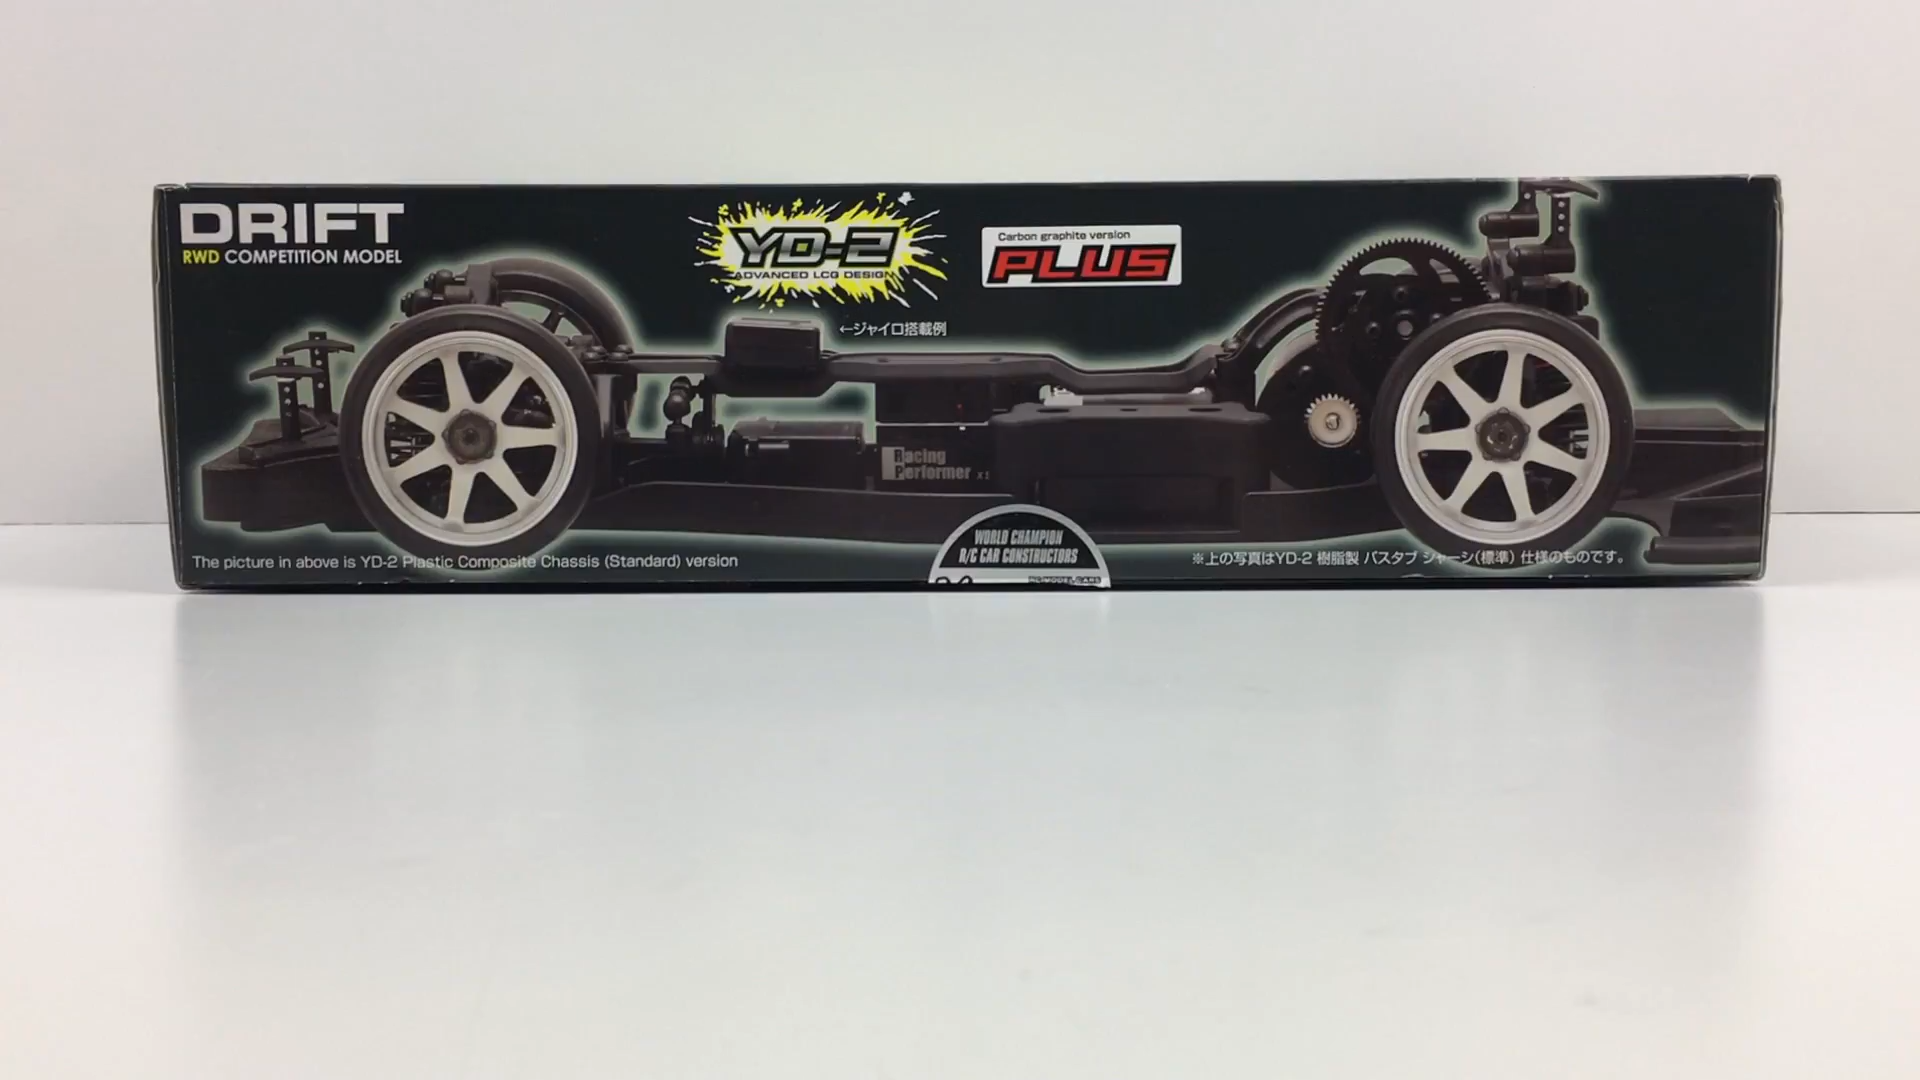 DRIFT
RWD COMPETITION MODEL
YD-2
ADVANCED LCG DESIGN
Carbon graphite version
PLUS
←ジャイロ搭載例
Racing
Performer
The picture in above is YD-2 Plastic Composite Chassis (Standard) version
WORLD CHAMPION
R/C CAR CONSTRUCTORS
※上の写真はYD-2 樹脂製 バスタブ シャーシ(標準) 仕様のものです。